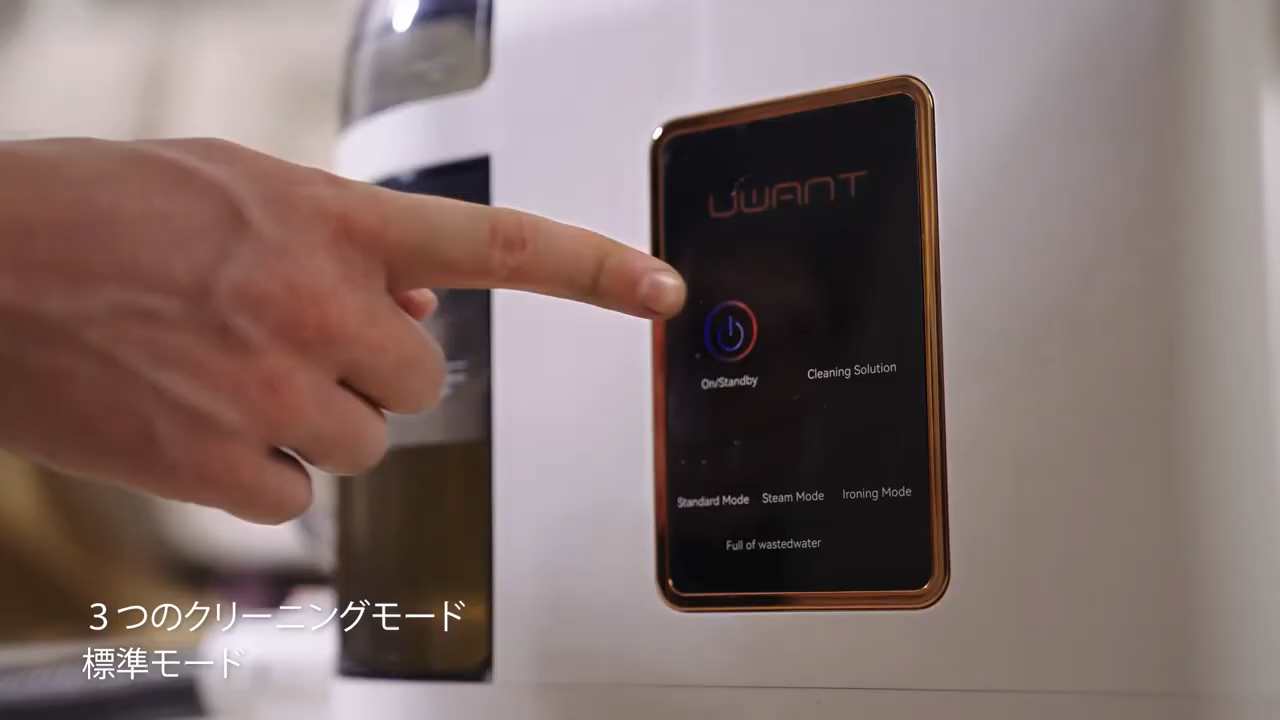 UWANT
On/Standby
Cleaning Solution
Standard Mode
Steam Mode
Ironing Mode
Full of wastedwater
3つのクリーニングモード
標準モード